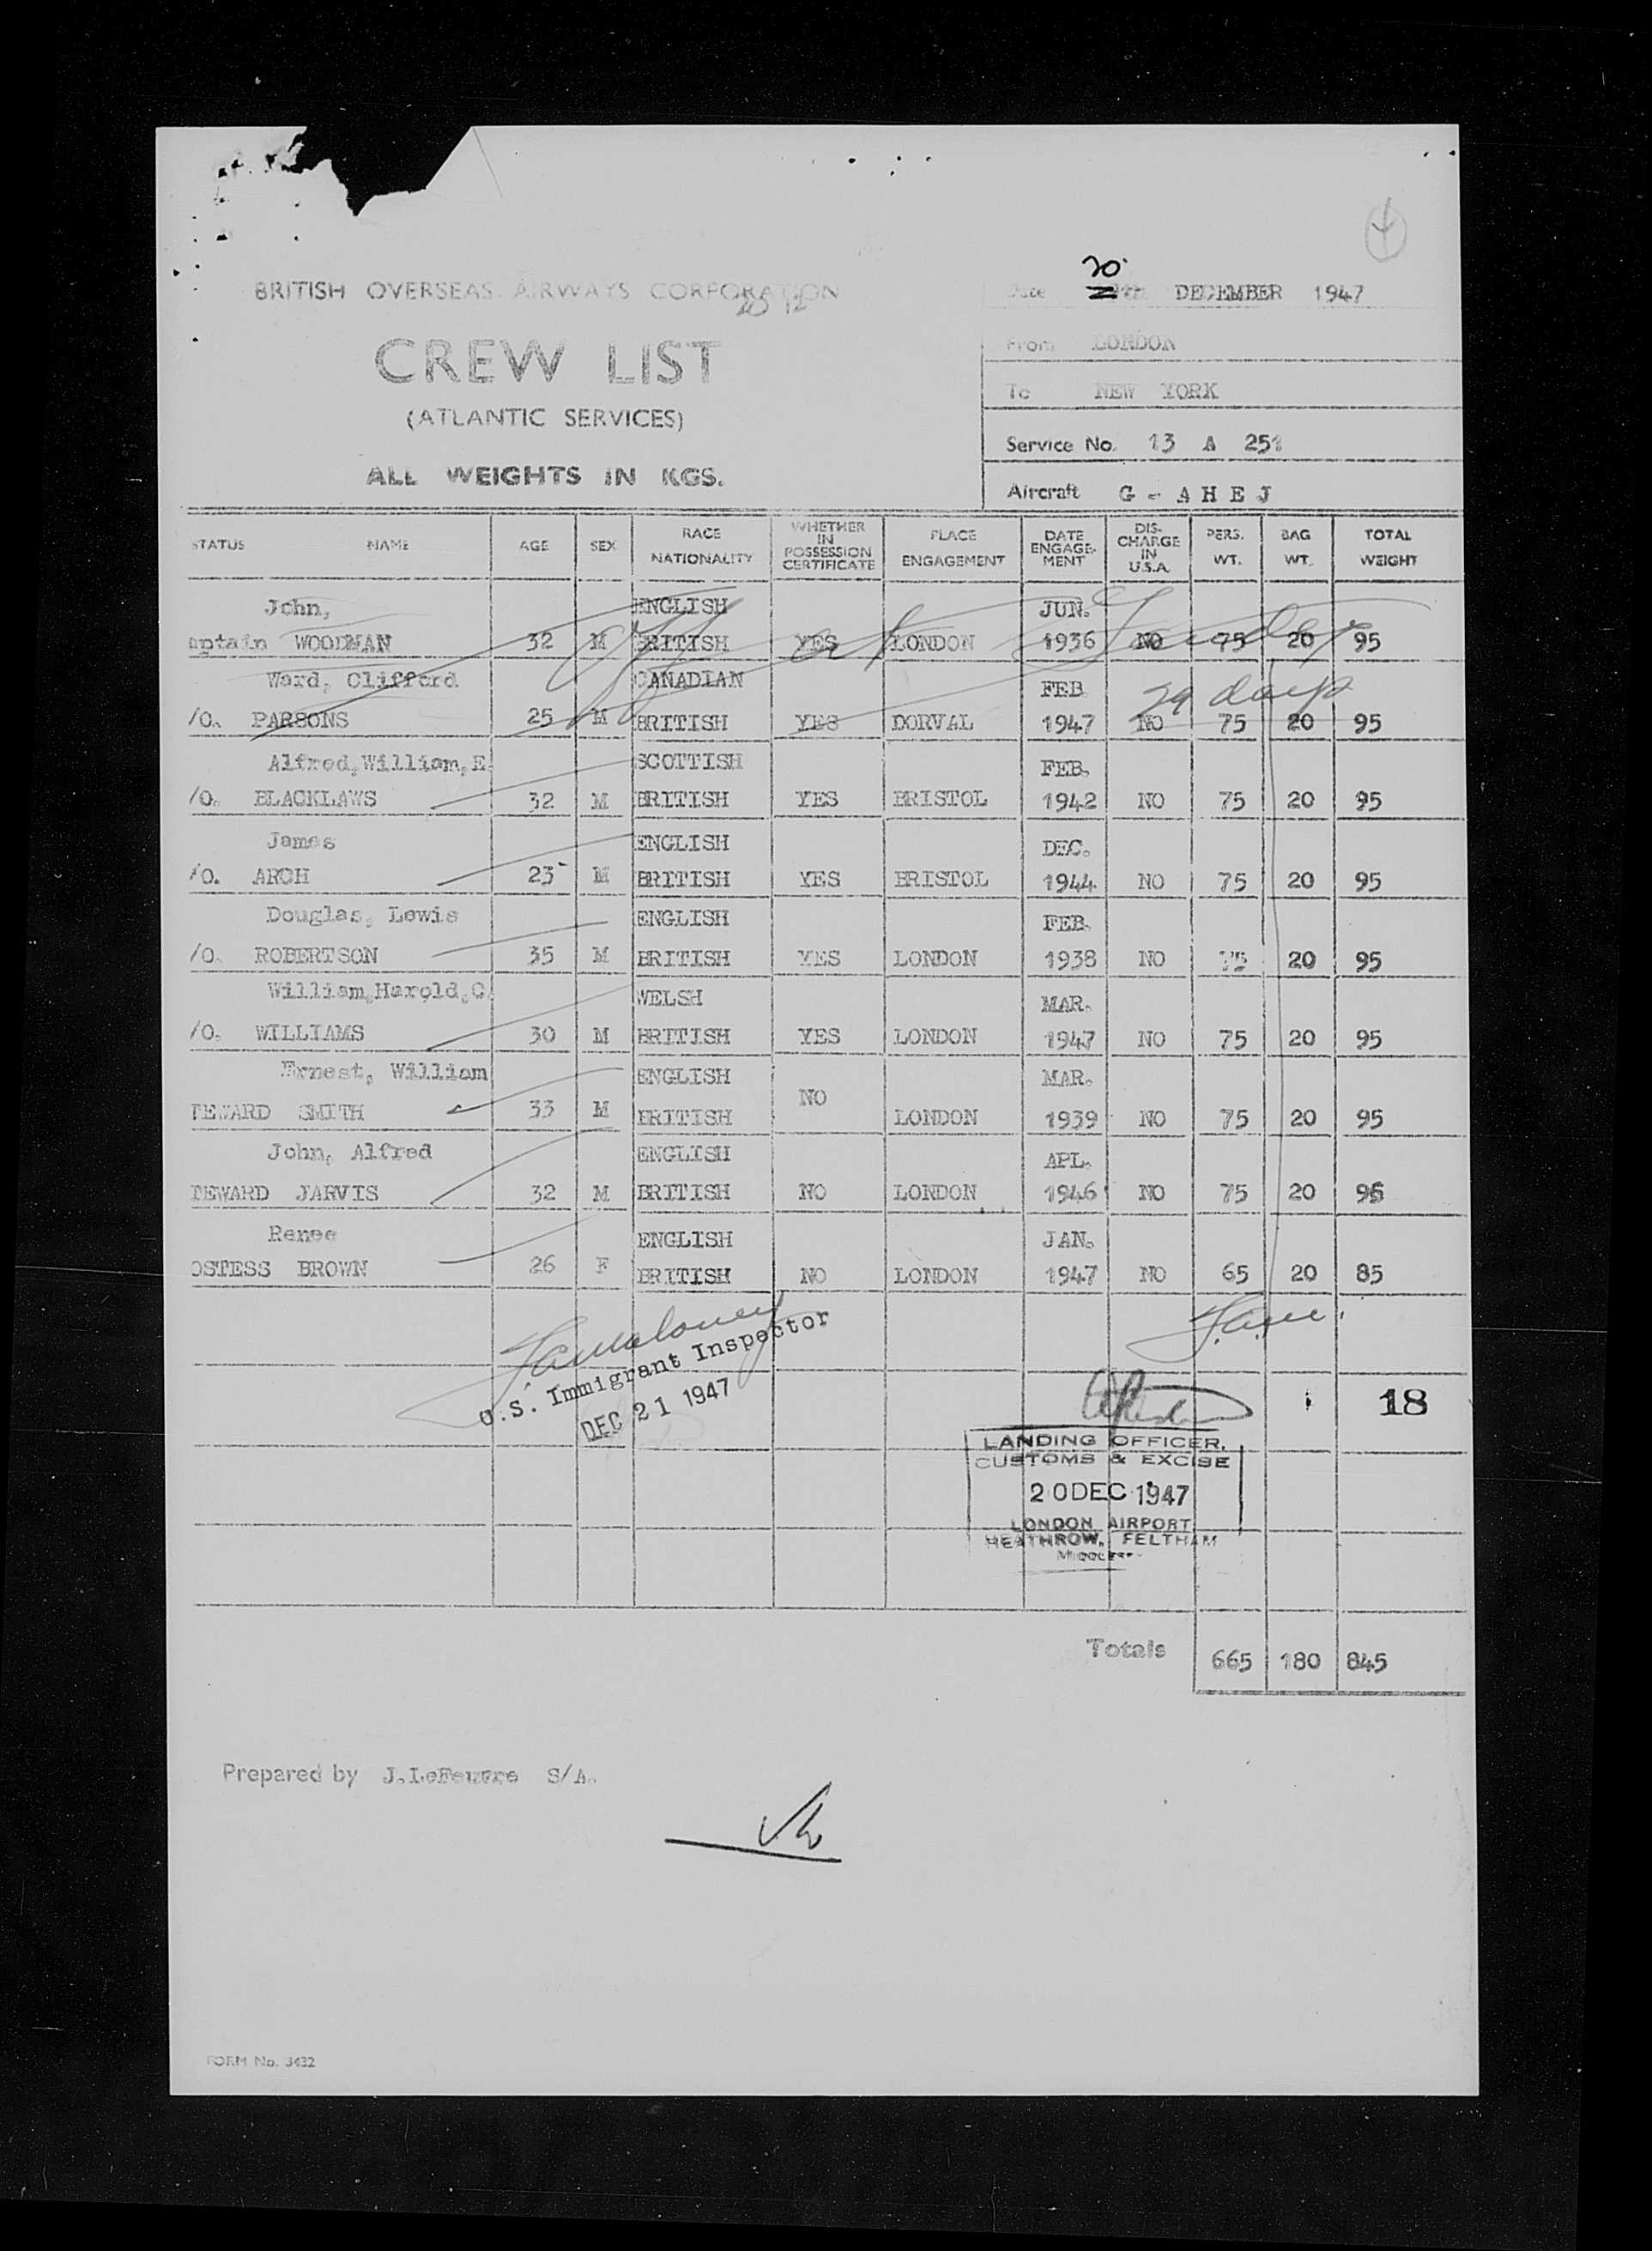 20
BRITISH OVERSEAS AIRWAYS CORPORATION
20 12
CREW LIST
(ATLANTIC SERVICES)
ALL WEIGHTS IN KGS.
Date DECEMBER 1947
From LONDON
To NEW YORK
Service No. 13 A 251
Aircraft G - A H E J
STATUS NAME AGE SEX RACE NATIONALITY WHETHER IN POSSESSION CERTIFICATE PLACE ENGAGEMENT DATE ENGAGE-MENT DIS-CHARGE IN U.S.A. PERS. WT. BAG WT. TOTAL WEIGHT
John, ENGLISH JUN.
aptain WOODMAN 32 M BRITISH YES LONDON 1936 NO 75 20 95
Ward, Clifford CANADIAN FEB
29 days
/O. PARSONS 25 M BRITISH YES DORVAL 1947 NO 75 20 95
Alfred,William,E. SCOTTISH FEB.
/O. BLACKLAWS 32 M BRITISH YES BRISTOL 1942 NO 75 20 95
James ENGLISH DEC.
/O. ARCH 23 M BRITISH YES BRISTOL 1944 NO 75 20 95
Douglas, Lewis ENGLISH FEB.
/O. ROBERTSON 35 M BRITISH YES LONDON 1938 NO 75 20 95
William,Harold,C. WELSH MAR.
/O. WILLIAMS 30 M BRITISH YES LONDON 1947 NO 75 20 95
Ernest, William ENGLISH MAR.
TEWARD SMITH 33 M BRITISH NO LONDON 1939 NO 75 20 95
John, Alfred ENGLISH APL.
TEWARD JARVIS 32 M BRITISH NO LONDON 1946 NO 75 20 95
Renee ENGLISH JAN.
OSTESS BROWN 26 F BRITISH NO LONDON 1947 NO 65 20 85
U.S. Immigrant Inspector
DEC 21 1947
18
LANDING OFFICER,
CUSTOMS & EXCISE
20 DEC 1947
LONDON AIRPORT
HEATHROW, FELTHAM
Totals 665 180 845
Prepared by J.LeFeuvre S/A.
FORM No. 3432